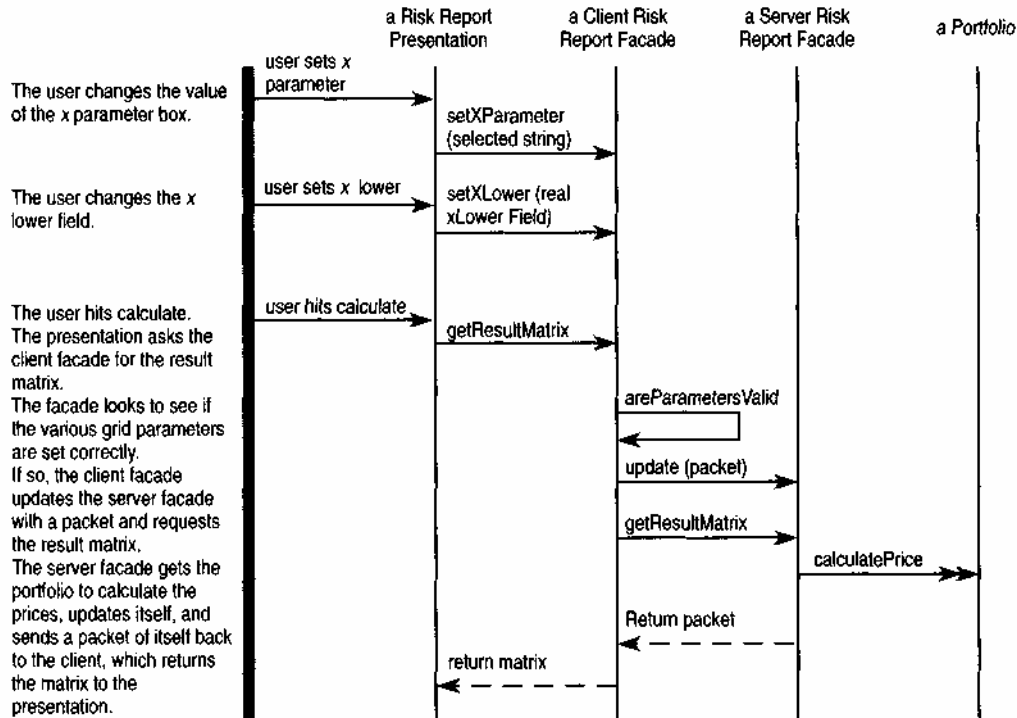 a Risk Report
Presentation
a Client Risk
Report Facade
a Server Risk
Report Facade
a Portfolio
The user changes the value
of the x parameter box.
user sets x
parameter
setXParameter
(selected string)
The user changes the x
lower field.
user sets x lower
setXLower (real
xLower Field)
The user hits calculate.
The presentation asks the
client facade for the result
matrix.
The facade looks to see if
the various grid parameters
are set correctly.
If so, the client facade
updates the server facade
with a packet and requests
the result matrix.
The server facade gets the
portfolio to calculate the
prices, updates itself, and
sends a packet of itself back
to the client, which returns
the matrix to the
presentation.
user hits calculate
getResultMatrix
areParametersValid
update (packet)
getResultMatrix
calculatePrice
Return packet
return matrix